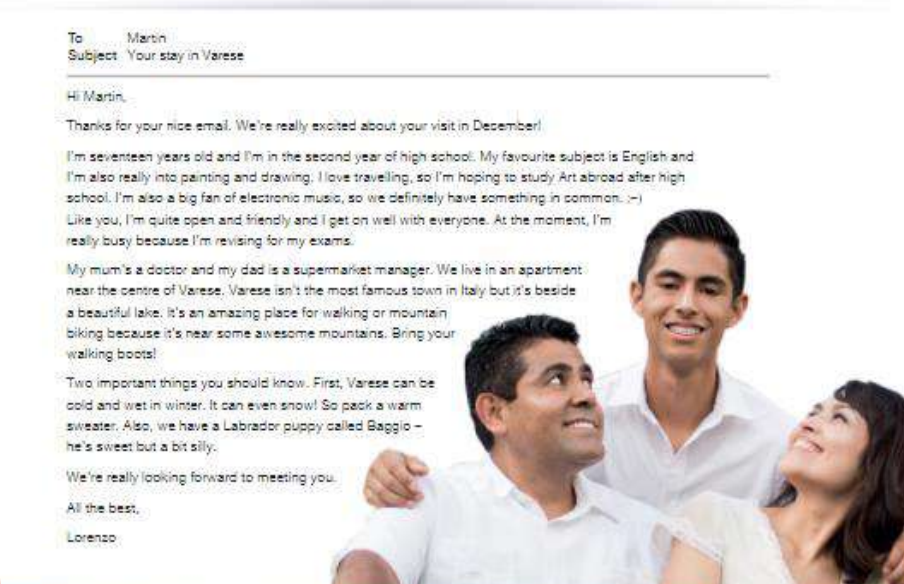 To Martin
Subject Your stay in Varese
Hi Martin,
Thanks for your nice email. We're really excited about your visit in December!
I'm seventeen years old and I'm in the second year of high school. My favourite subject is English and
I'm also really into painting and drawing. I love travelling, so I'm hoping to study Art abroad after high
school. I'm also a big fan of electronic music, so we definitely have something in common. ;–)
Like you, I'm quite open and friendly and I get on well with everyone. At the moment, I'm
really busy because I'm revising for my exams.
My mum's a doctor and my dad is a supermarket manager. We live in an apartment
near the centre of Varese. Varese isn't the most famous town in Italy but it's beside
a beautiful lake. It's an amazing place for walking or mountain
biking because it's near some awesome mountains. Bring your
walking boots!
Two important things you should know. First, Varese can be
cold and wet in winter. It can even snow! So pack a warm
sweater. Also, we have a Labrador puppy called Baggio –
he's sweet but a bit silly.
We're really looking forward to meeting you.
All the best,
Lorenzo